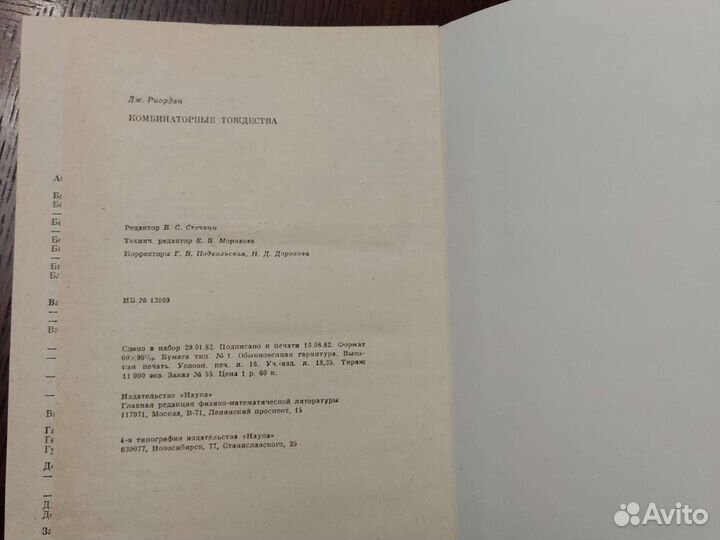 Дж. Риордан
КОМБИНАТОРНЫЕ ТОЖДЕСТВА
Редактор Б. С. Стечкин
Технич. редактор Е. В. Морозова
Корректоры Г. В. Подвольская, Н. Д. Дорохова
ИБ № 12069
Сдано в набор 29.01.82. Подписано к печати 16.08.82. Формат
60×90¹/₁₆. Бумага тип. № 1. Обыкновенная гарнитура. Высо-
кая печать. Условн. печ. л. 16. Уч.-изд. л. 18,35. Тираж
11 000 экз. Заказ № 55. Цена 1 р. 60 к.
Издательство «Наука»
Главная редакция физико-математической литературы
117071, Москва, В-71, Ленинский проспект, 15
4-я типография издательства «Наука»
630077, Новосибирск, 77, Станиславского, 25
Avito